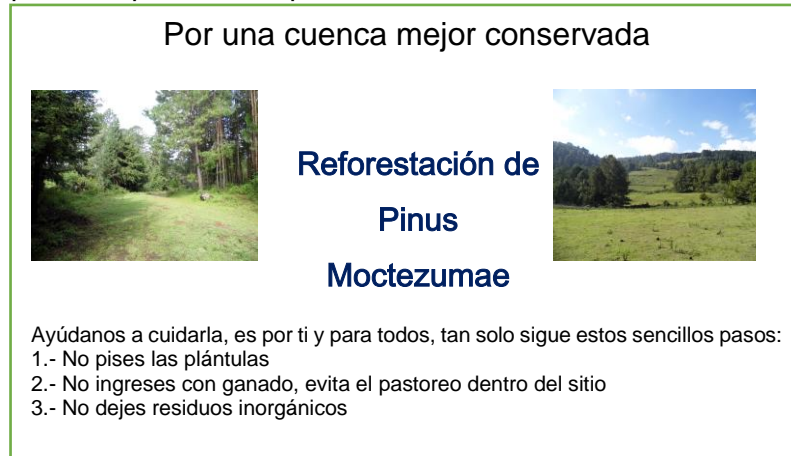 Por una cuenca mejor conservada
Reforestación de
Pinus
Moctezumae
Ayúdanos a cuidarla, es por ti y para todos, tan solo sigue estos sencillos pasos:
1.- No pises las plántulas
2.- No ingreses con ganado, evita el pastoreo dentro del sitio
3.- No dejes residuos inorgánicos